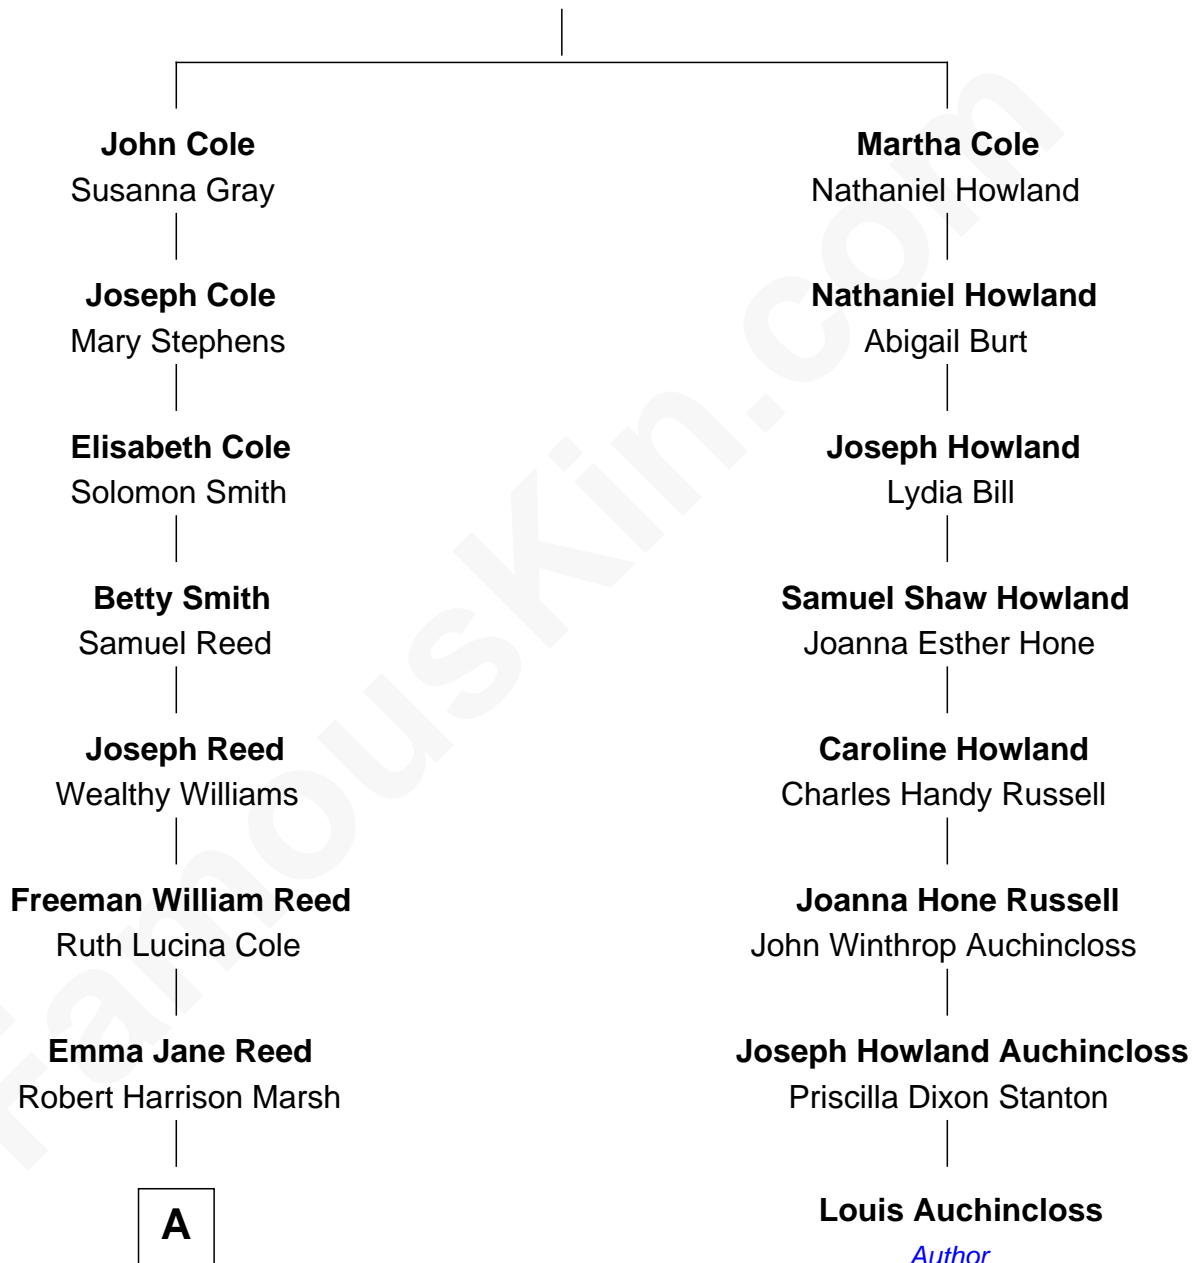 John Cole
Susanna Gray
Joseph Cole
Mary Stephens
Elisabeth Cole
Solomon Smith
Betty Smith
Samuel Reed
Joseph Reed
Wealthy Williams
Freeman William Reed
Ruth Lucina Cole
Emma Jane Reed
Robert Harrison Marsh
A
Martha Cole
Nathaniel Howland
Nathaniel Howland
Abigail Burt
Joseph Howland
Lydia Bill
Samuel Shaw Howland
Joanna Esther Hone
Caroline Howland
Charles Handy Russell
Joanna Hone Russell
John Winthrop Auchincloss
Joseph Howland Auchincloss
Priscilla Dixon Stanton
Louis Auchincloss
Author
FamousKin.com